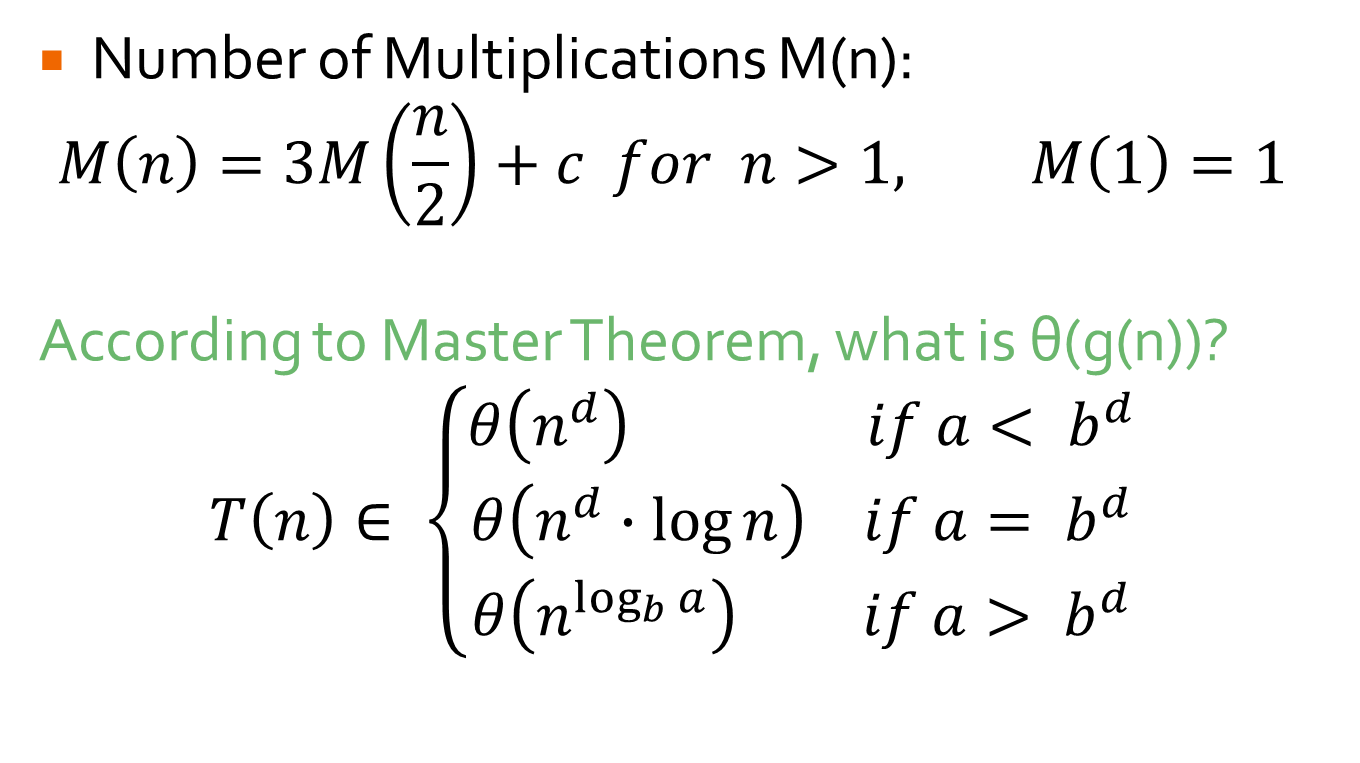 ▪ Number of Multiplications M(n):
M(n) = 3M(n/2) + c for n > 1, M(1) = 1
According to Master Theorem, what is θ(g(n))?
θ(n^d) if a < b^d
T(n) ∈ { θ(n^d · log n) if a = b^d
θ(n^{log_b a}) if a > b^d